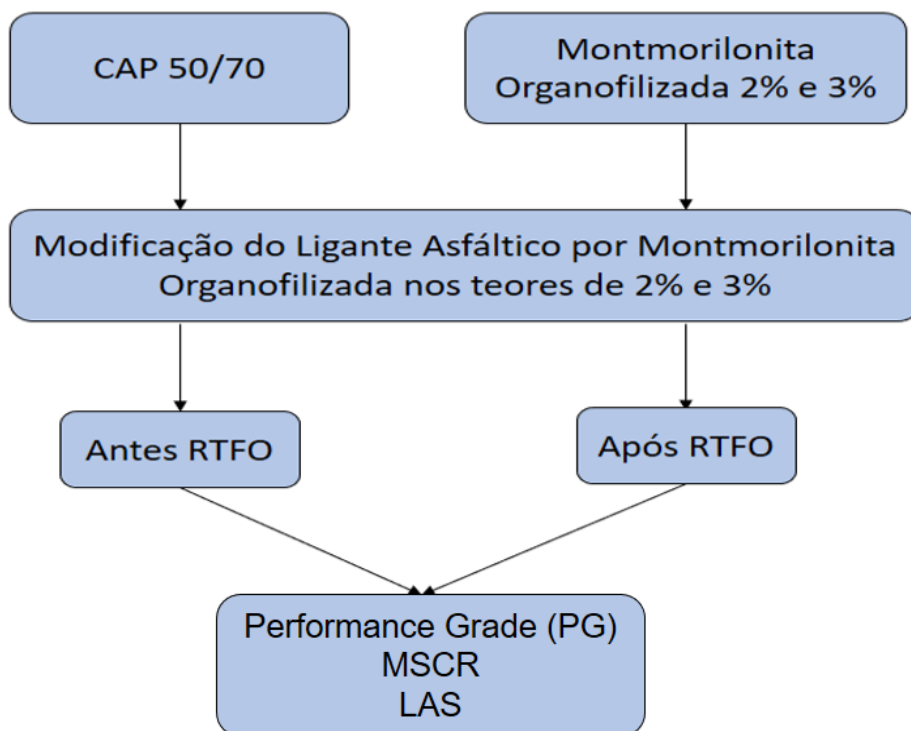 CAP 50/70
Montmorilonita
Organofilizada 2% e 3%
Modificação do Ligante Asfáltico por Montmorilonita
Organofilizada nos teores de 2% e 3%
Antes RTFO
Após RTFO
Performance Grade (PG)
MSCR
LAS